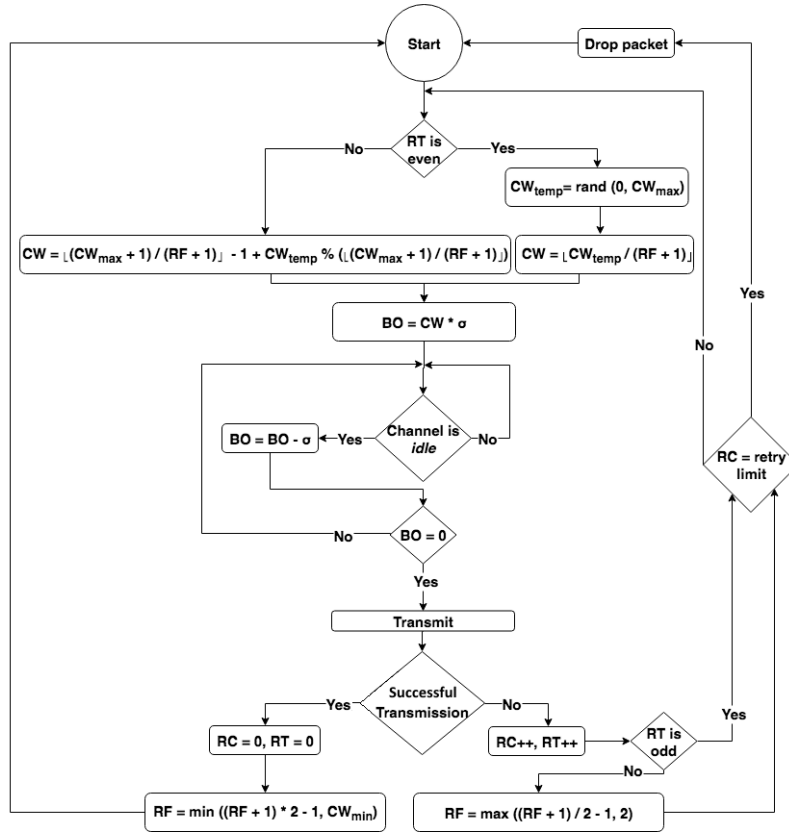 Start
Drop packet
RT is
even
No
Yes
CWtemp= rand (0, CWmax)
CW = ⌊(CWmax + 1) / (RF + 1)⌋ - 1 + CWtemp % (⌊(CWmax + 1) / (RF + 1)⌋)
CW = ⌊CWtemp / (RF + 1)⌋
Yes
BO = CW * σ
No
Channel is
idle
BO = BO - σ
Yes
No
RC = retry
limit
BO = 0
No
Yes
Transmit
Successful
Transmission
Yes
No
RC = 0, RT = 0
RC++, RT++
RT is
odd
Yes
No
RF = min ((RF + 1) * 2 - 1, CWmin)
RF = max ((RF + 1) / 2 - 1, 2)